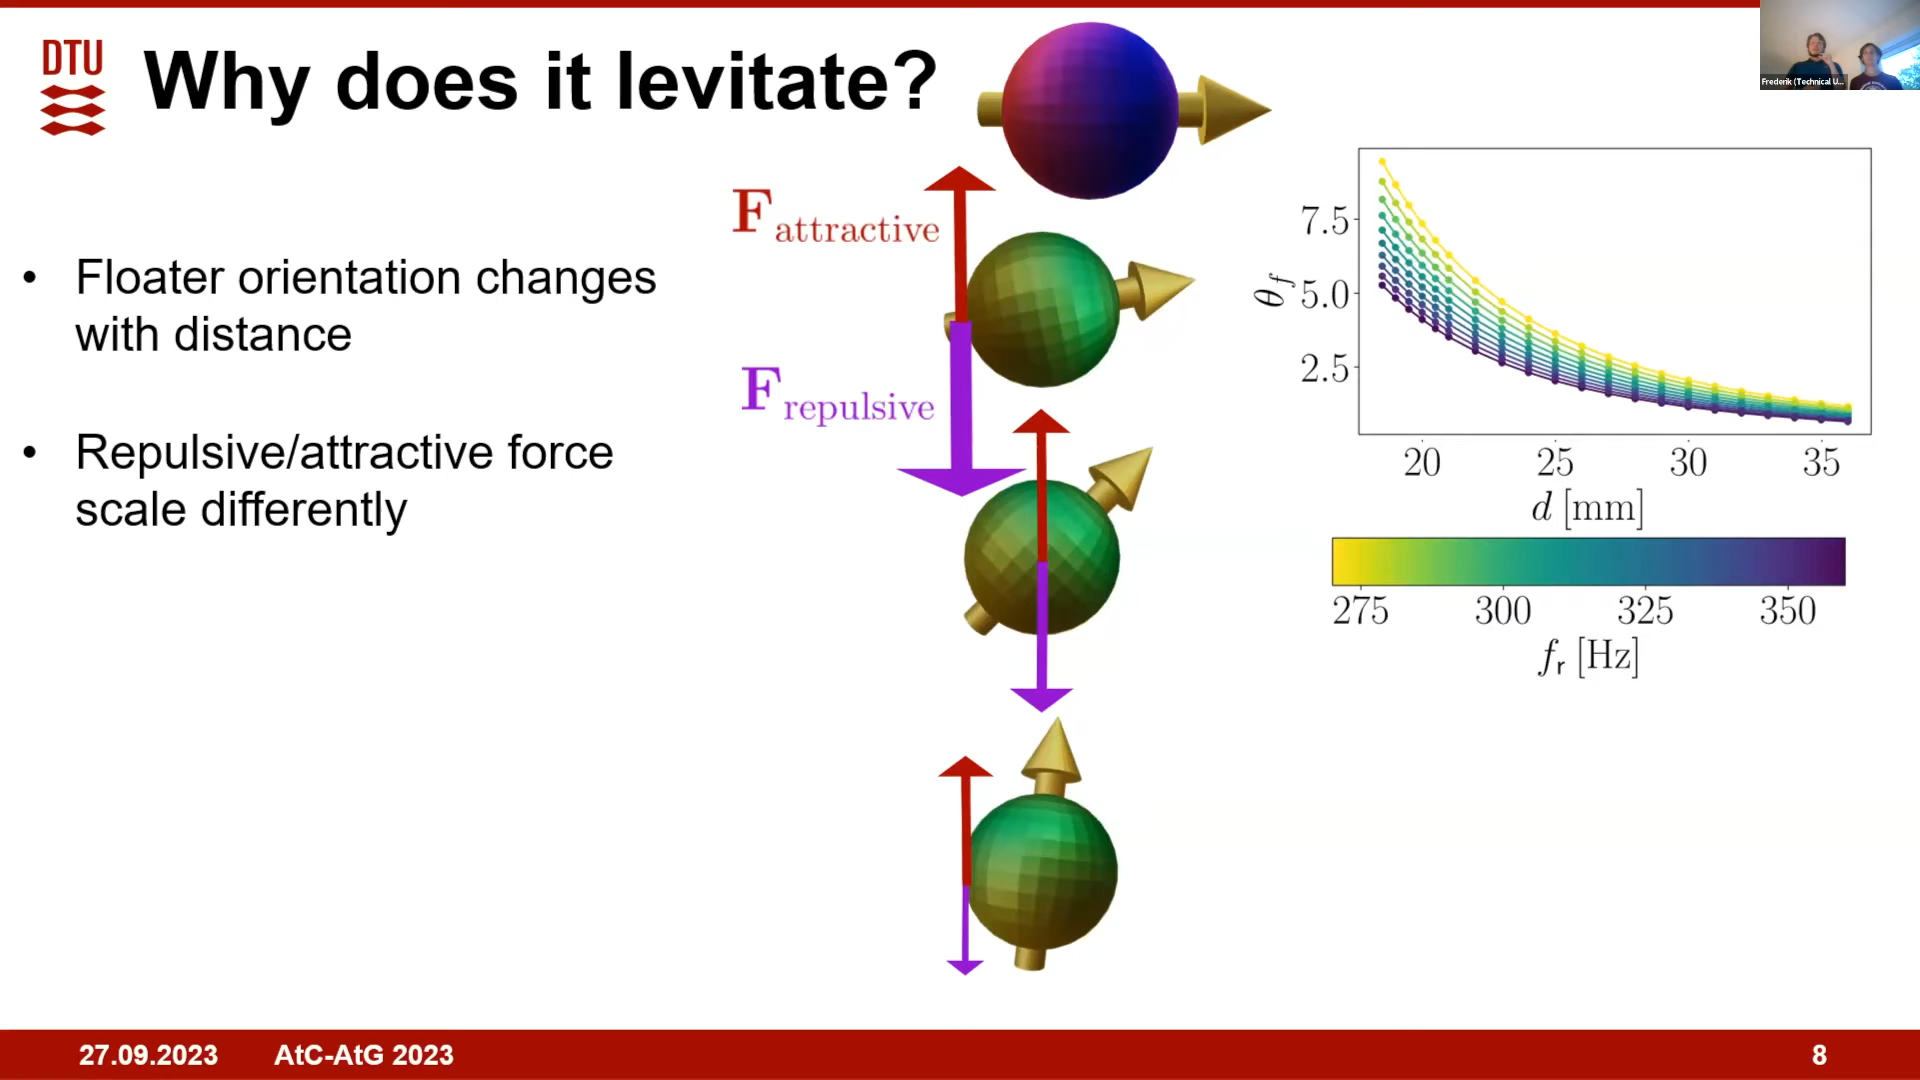 DTU
Why does it levitate?
Frederik (Technical U...
Floater orientation changes
with distance
Repulsive/attractive force
scale differently
F attractive
F repulsive
7.5
5.0
2.5
θ_f
20 25 30 35
d [mm]
275 300 325 350
f_r [Hz]
27.09.2023 AtC-AtG 2023 8